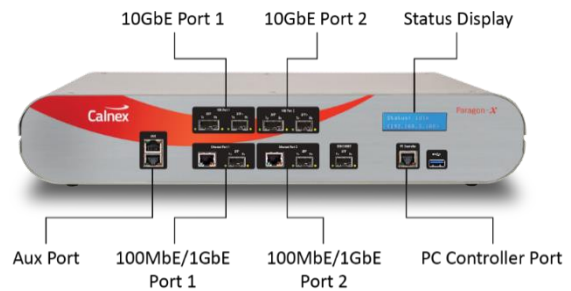 10GbE Port 1
10GbE Port 2
Status Display
Calnex
Paragon-X
Aux Port
100MbE/1GbE
Port 1
100MbE/1GbE
Port 2
PC Controller Port